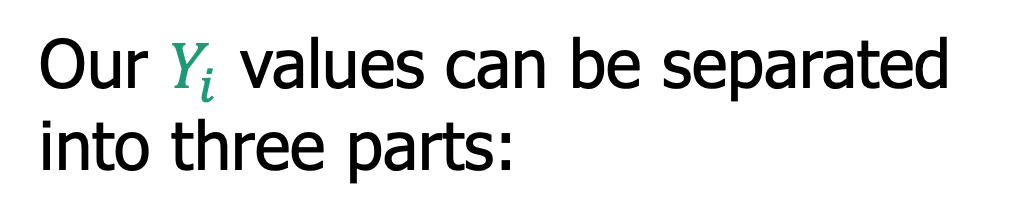 Our Yᵢ values can be separated
into three parts: